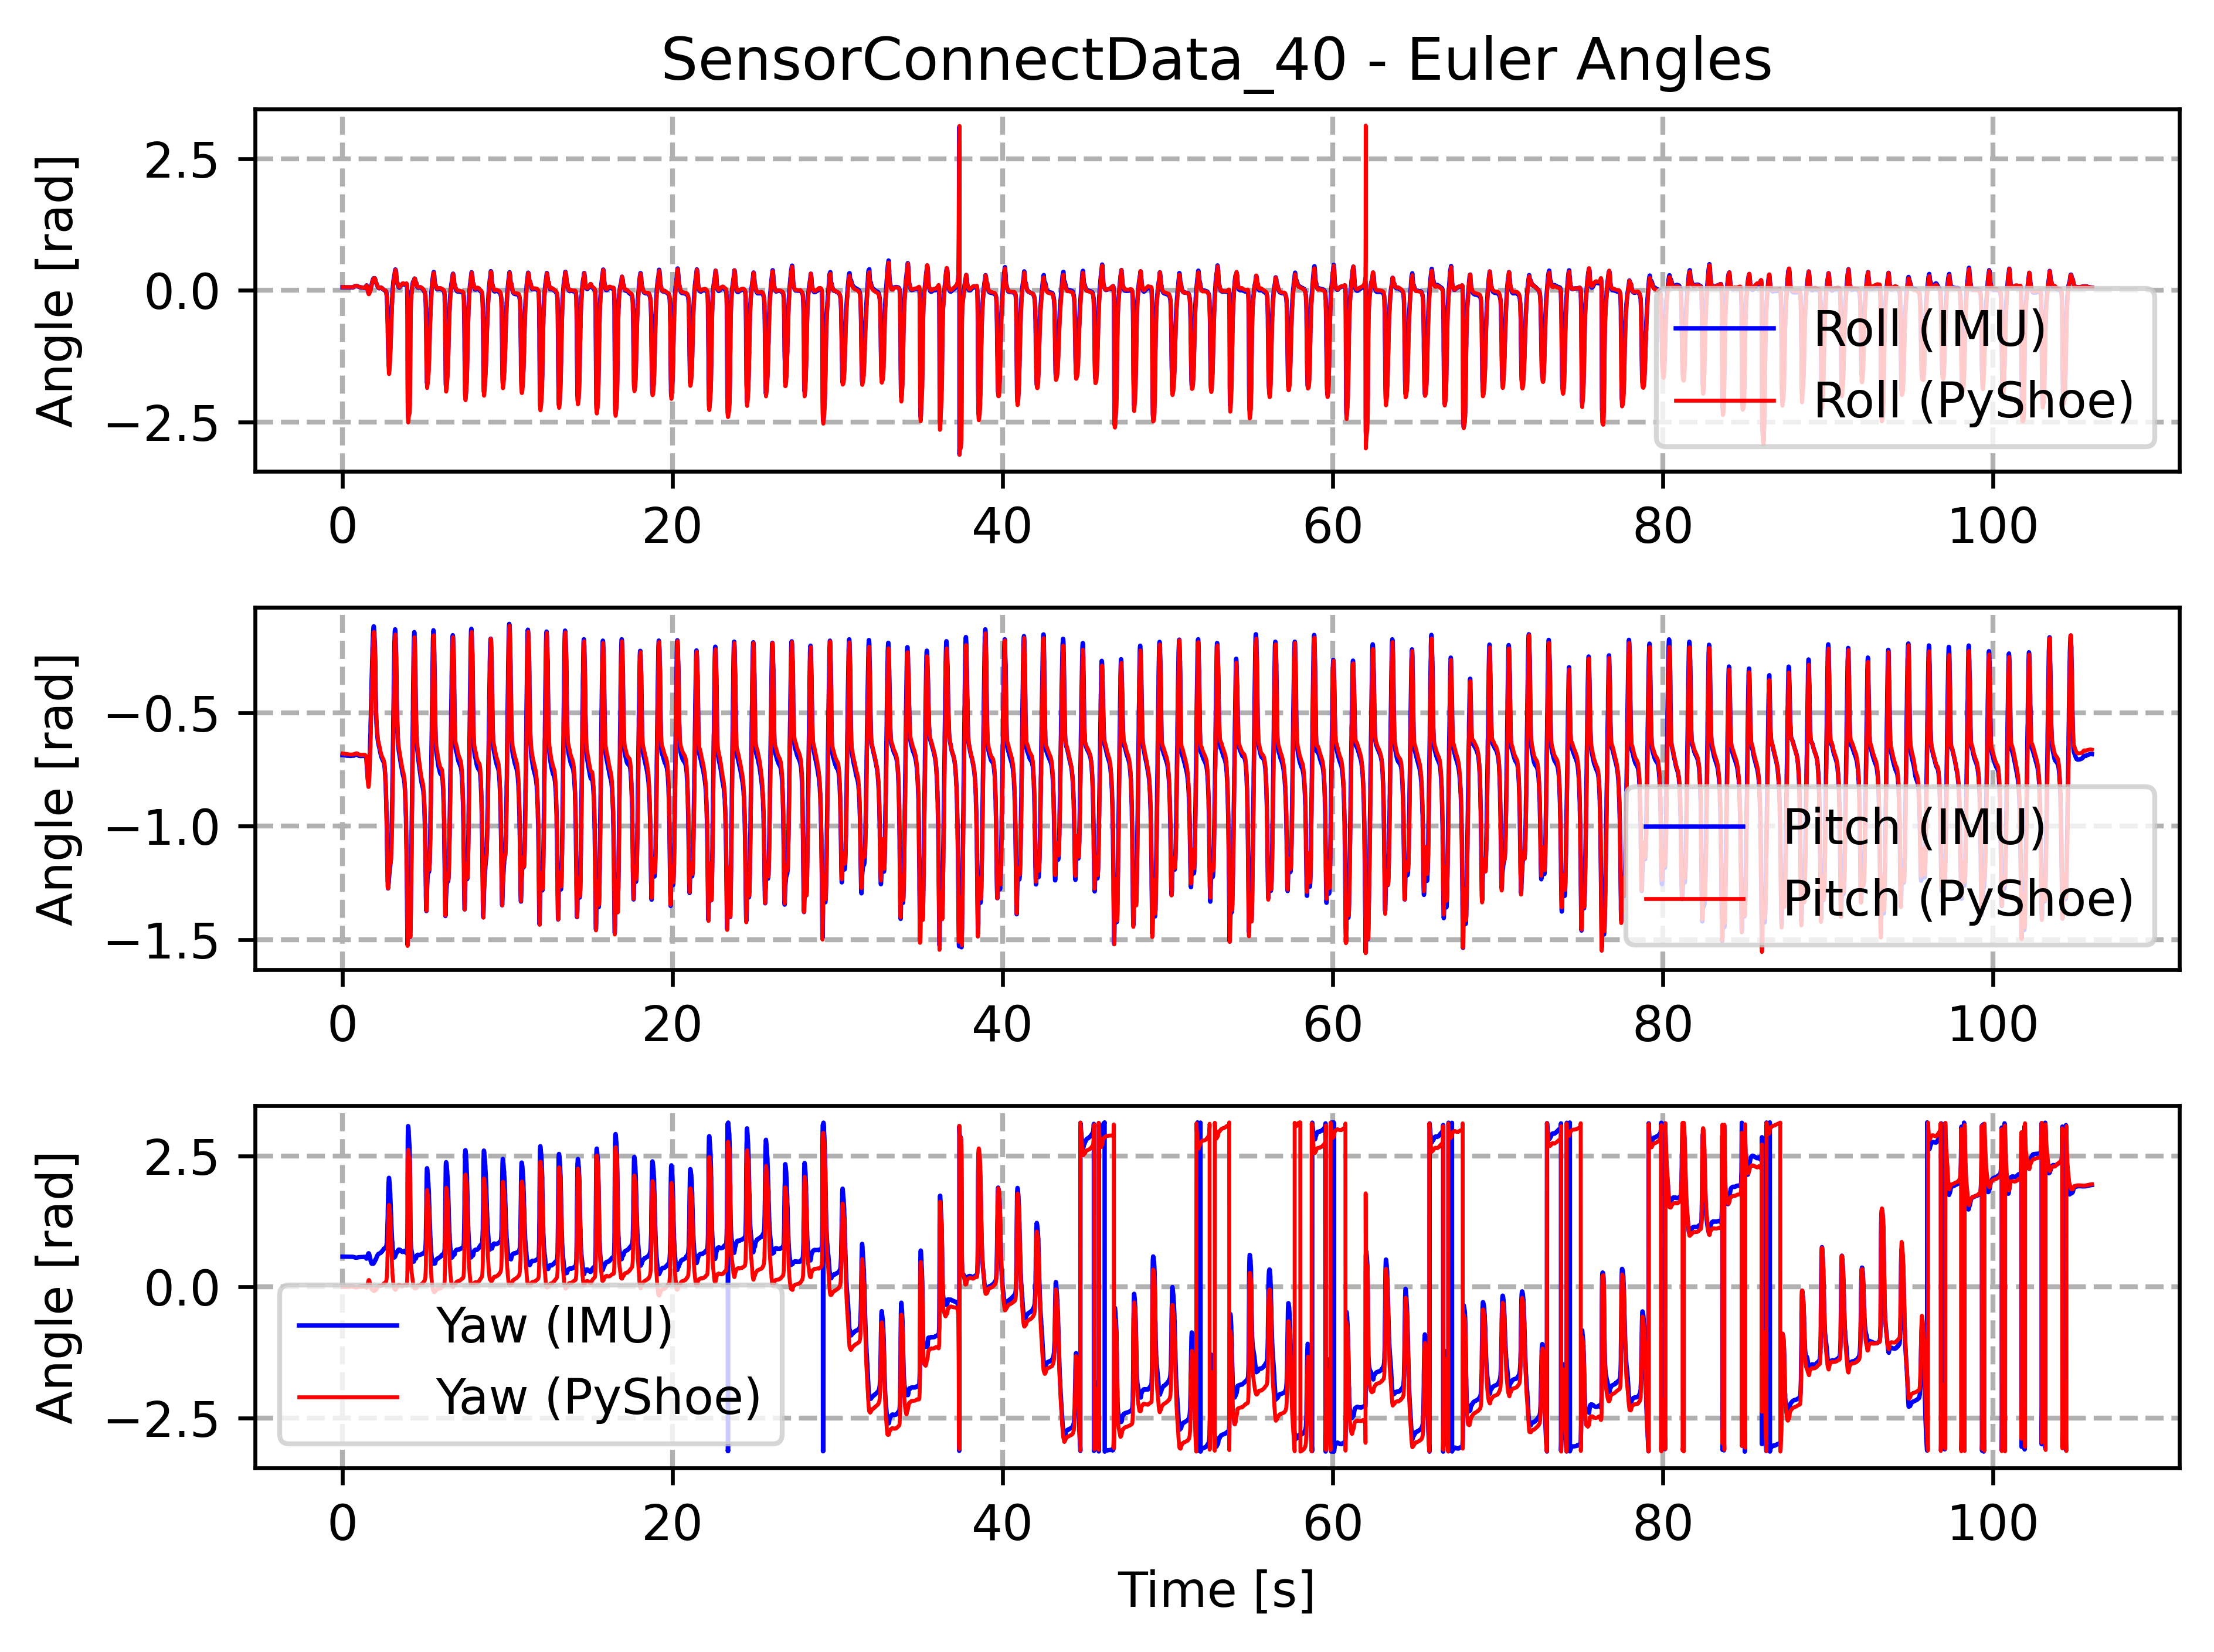 SensorConnectData_40 - Euler Angles
Angle [rad]
2.5
0.0
−2.5
Roll (IMU)
Roll (PyShoe)
0 20 40 60 80 100
Angle [rad]
−0.5
−1.0
−1.5
Pitch (IMU)
Pitch (PyShoe)
0 20 40 60 80 100
Angle [rad]
2.5
0.0
−2.5
Yaw (IMU)
Yaw (PyShoe)
0 20 40 60 80 100
Time [s]